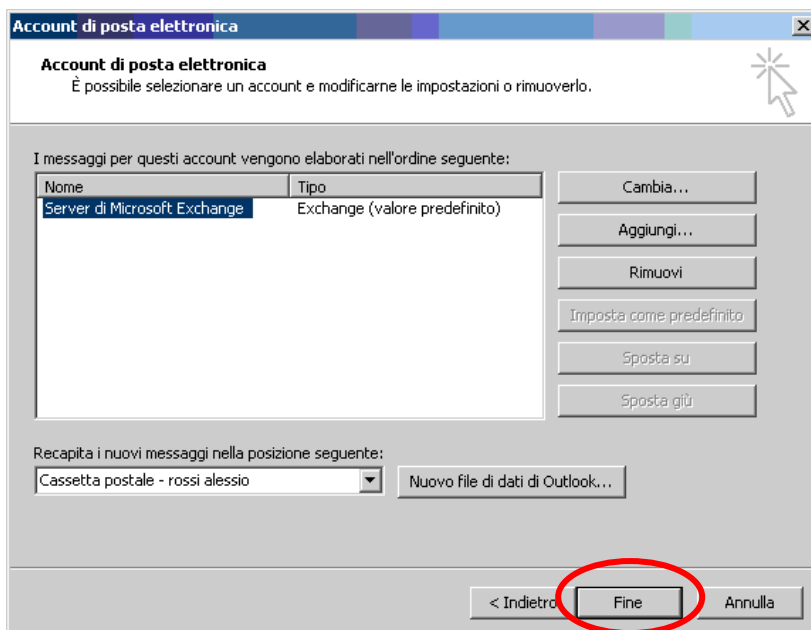 Account di posta elettronica
Account di posta elettronica
È possibile selezionare un account e modificarne le impostazioni o rimuoverlo.
I messaggi per questi account vengono elaborati nell'ordine seguente:
Nome Tipo
Server di Microsoft Exchange Exchange (valore predefinito)
Cambia...
Aggiungi...
Rimuovi
Imposta come predefinito
Sposta su
Sposta giù
Recapita i nuovi messaggi nella posizione seguente:
Cassetta postale - rossi alessio Nuovo file di dati di Outlook...
< Indietro Fine Annulla